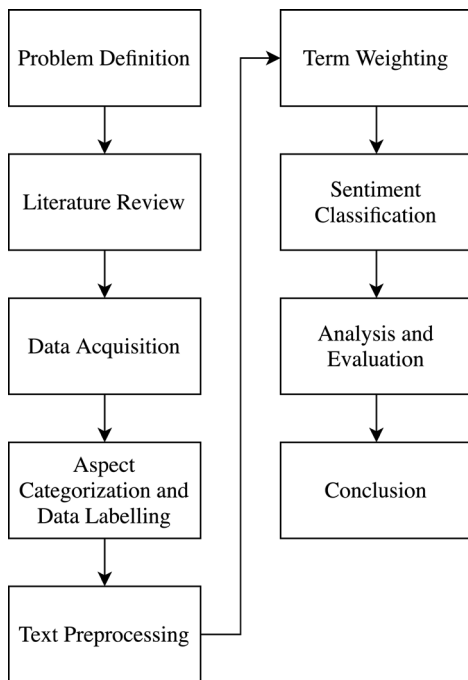 Problem Definition
Literature Review
Data Acquisition
Aspect
Categorization and
Data Labelling
Text Preprocessing
Term Weighting
Sentiment
Classification
Analysis and
Evaluation
Conclusion